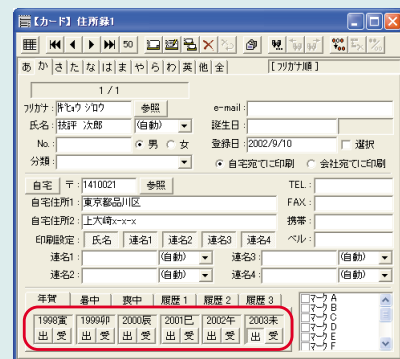 【カード】住所録1
50
あ か さ た な は ま や ら わ 英 他 全 [フリガナ順]
1 / 1
フリガナ: ｷﾞﾋｮｳ ｼﾞﾛｳ 参照 e-mail:
氏名: 技評 次郎 (自動) 誕生日:
No.: 男 女 登録日: 2002/9/10 選択
分類: 自宅宛てに印刷 会社宛てに印刷
自宅 〒: 1410021 参照 TEL:
自宅住所1: 東京都品川区 FAX:
自宅住所2: 上大崎x-x-x 携帯:
印刷設定: 氏名 連名1 連名2 連名3 連名4 ベル:
連名1: (自動) 連名3: (自動)
連名2: (自動) 連名4: (自動)
年賀 暑中 喪中 履歴1 履歴2 履歴3
マーク A
マーク B
マーク C
マーク D
マーク E
マーク F
1998寅 1999卯 2000辰 2001巳 2002午 2003未
出 受 出 受 出 受 出 受 出 受 出 受